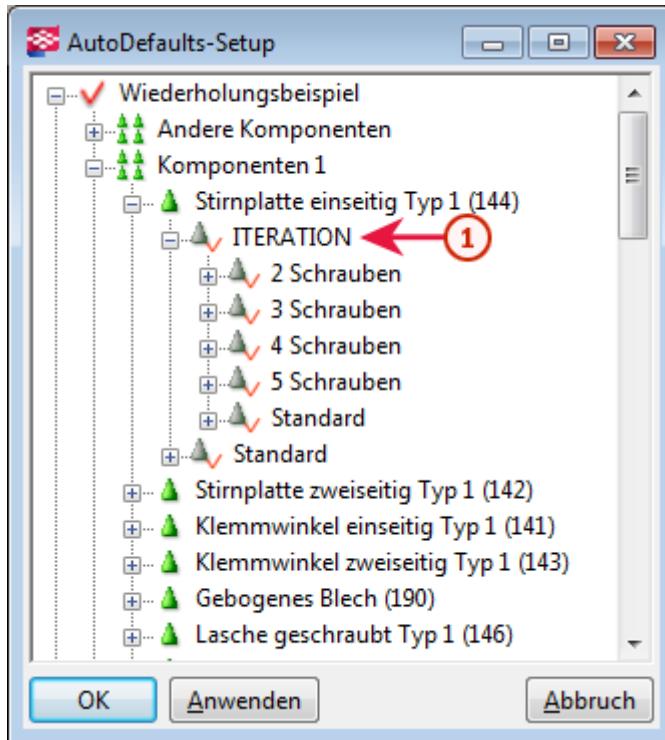 AutoDefaults-Setup
Wiederholungsbeispiel
Andere Komponenten
Komponenten 1
Stirnplatte einseitig Typ 1 (144)
ITERATION 1
2 Schrauben
3 Schrauben
4 Schrauben
5 Schrauben
Standard
Standard
Stirnplatte zweiseitig Typ 1 (142)
Klemmwinkel einseitig Typ 1 (141)
Klemmwinkel zweiseitig Typ 1 (143)
Gebogenes Blech (190)
Lasche geschraubt Typ 1 (146)
OK Anwenden Abbruch